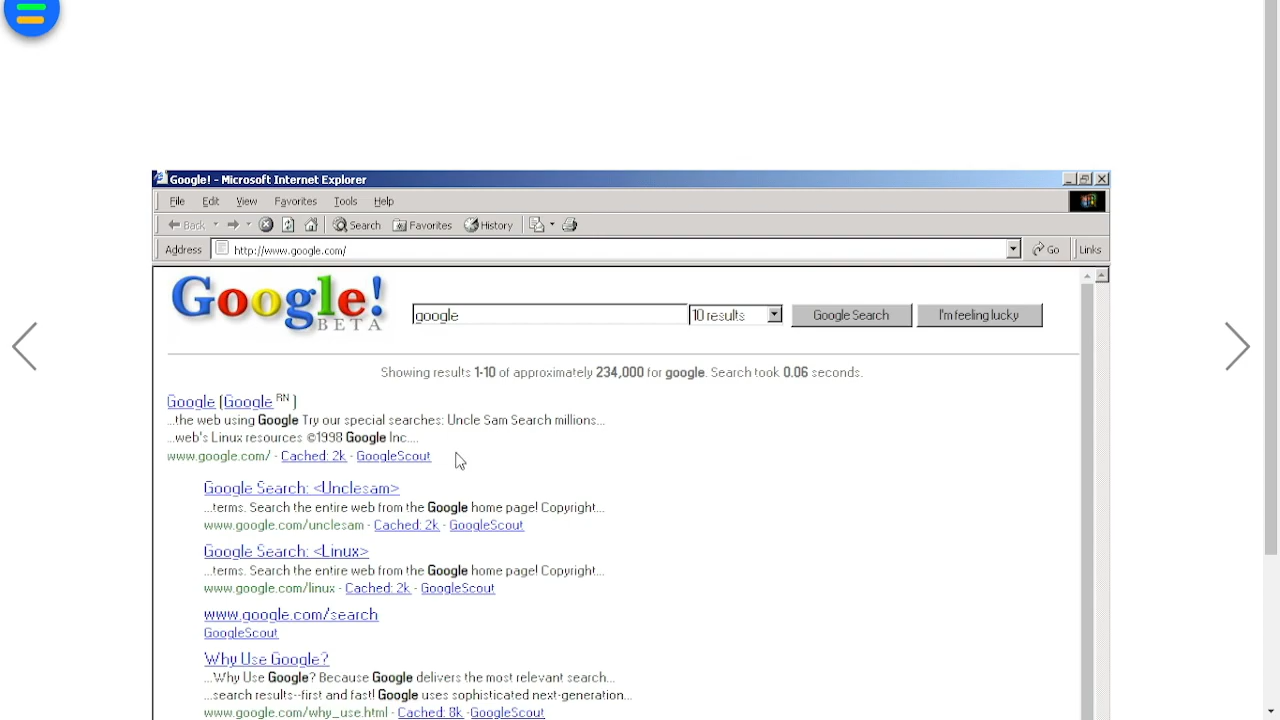 Google! - Microsoft Internet Explorer
File Edit View Favorites Tools Help
Back Search Favorites History
Address http://www.google.com/ Go Links
Google!
BETA
google 10 results Google Search I'm feeling lucky
Showing results 1-10 of approximately 234,000 for google. Search took 0.06 seconds.
Google [Google RN ]
...the web using Google Try our special searches: Uncle Sam Search millions...
...web's Linux resources ©1998 Google Inc....
www.google.com/ - Cached: 2k - GoogleScout
Google Search: <Unclesam>
...terms. Search the entire web from the Google home page! Copyright...
www.google.com/unclesam - Cached: 2k - GoogleScout
Google Search: <Linux>
...terms. Search the entire web from the Google home page! Copyright...
www.google.com/linux - Cached: 2k - GoogleScout
www.google.com/search
GoogleScout
Why Use Google?
...Why Use Google? Because Google delivers the most relevant search...
...search results--first and fast! Google uses sophisticated next-generation...
www.google.com/why_use.html - Cached: 8k -GoogleScout